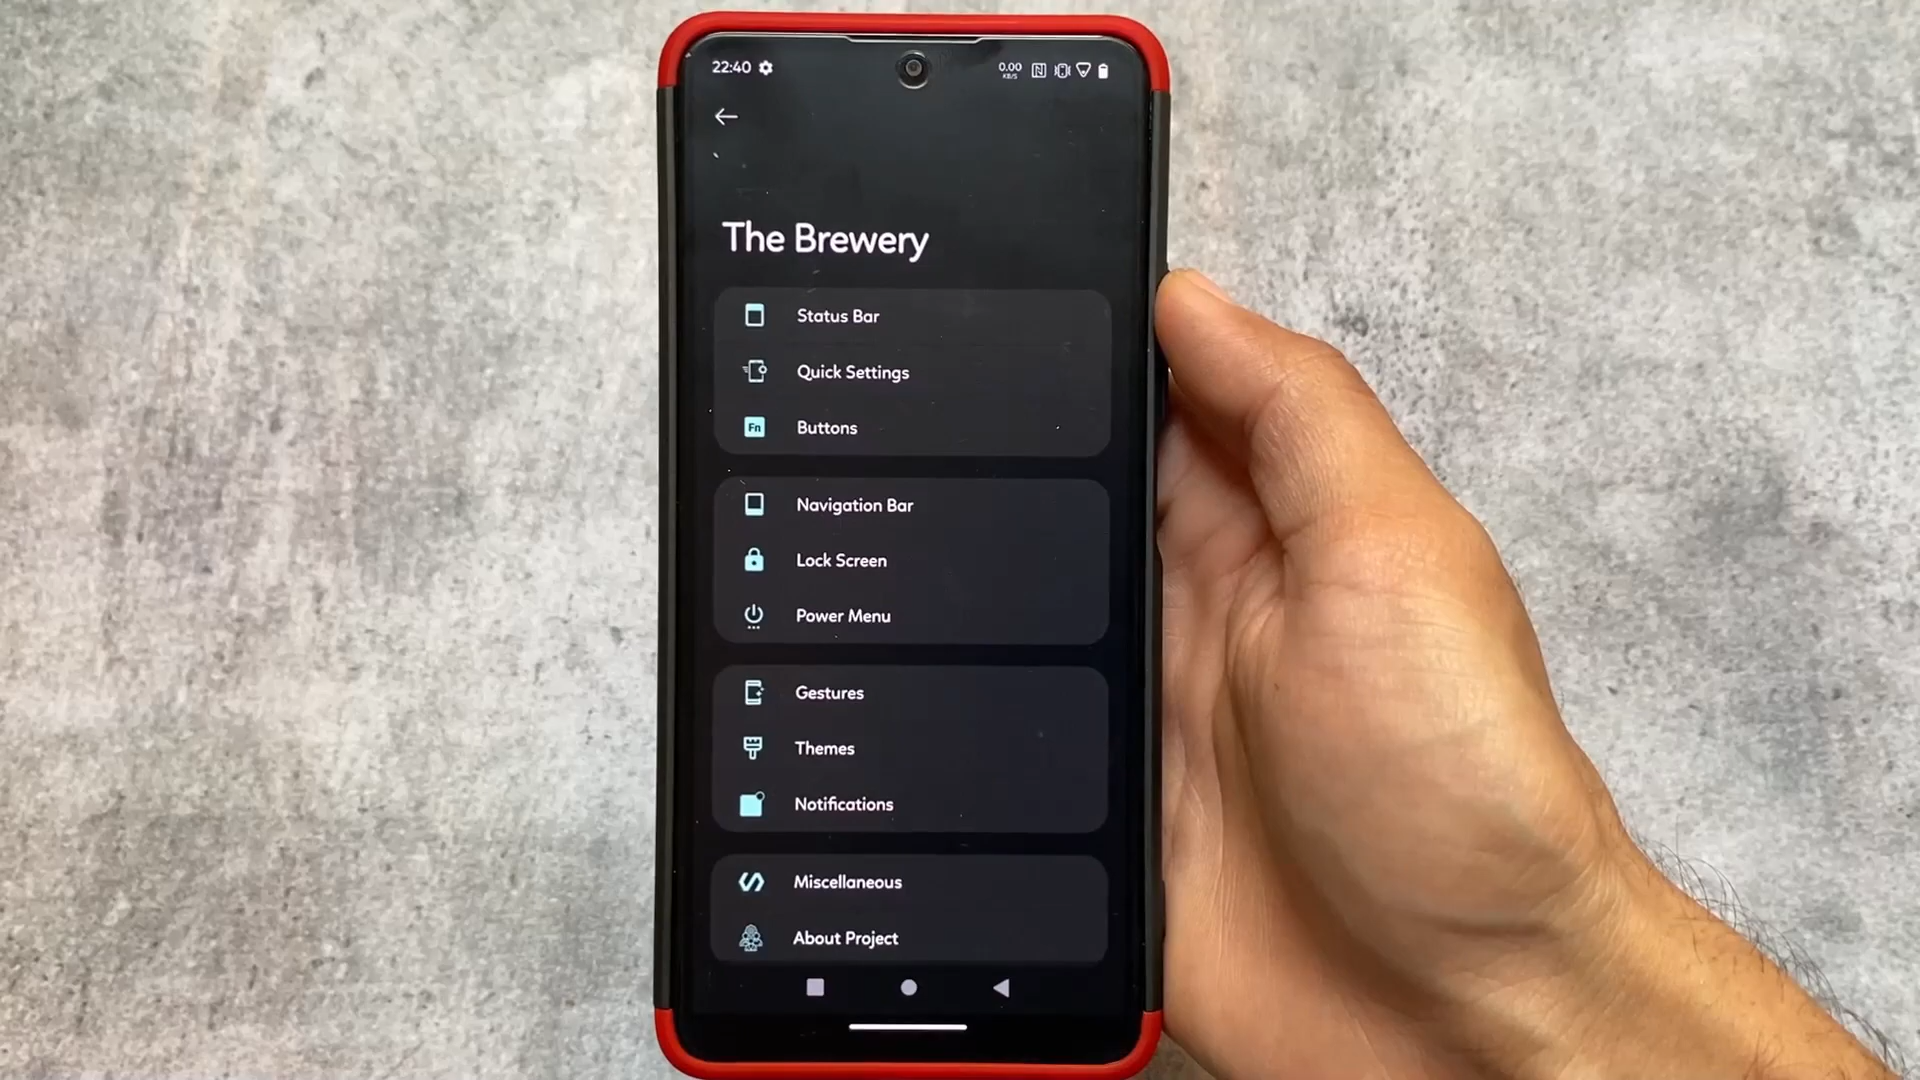 22:40
0.00
KB/S
The Brewery
Status Bar
Quick Settings
Fn
Buttons
Navigation Bar
Lock Screen
Power Menu
Gestures
Themes
Notifications
Miscellaneous
About Project